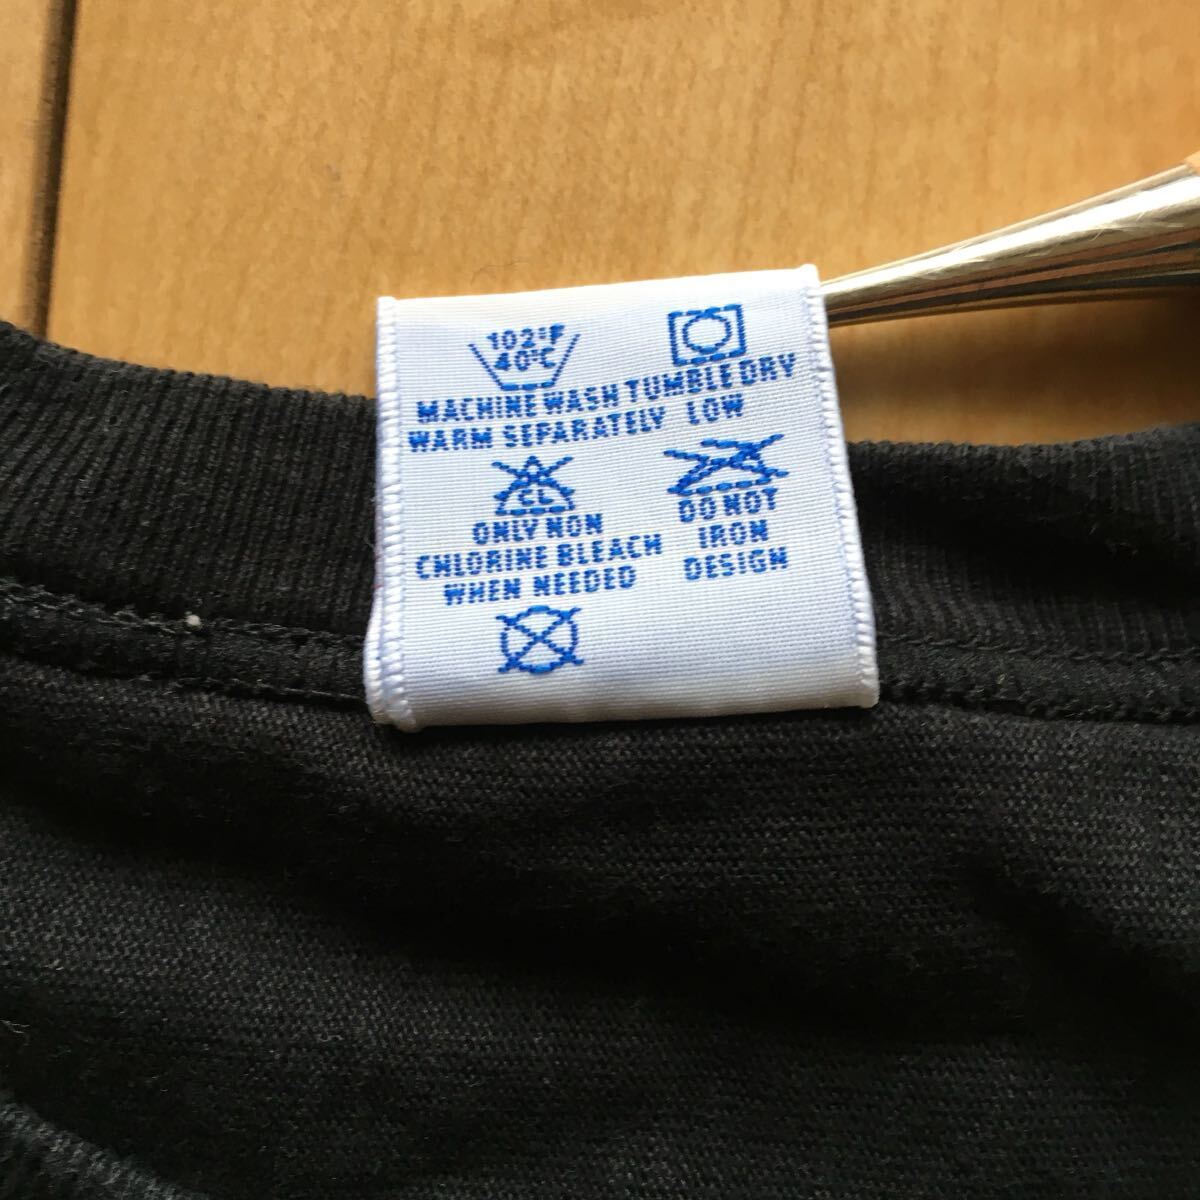 102°F
40°C
MACHINE WASH
WARM SEPARATELY
TUMBLE DRY
LOW
CL
ONLY NON
CHLORINE BLEACH
WHEN NEEDED
DO NOT
IRON
DESIGN